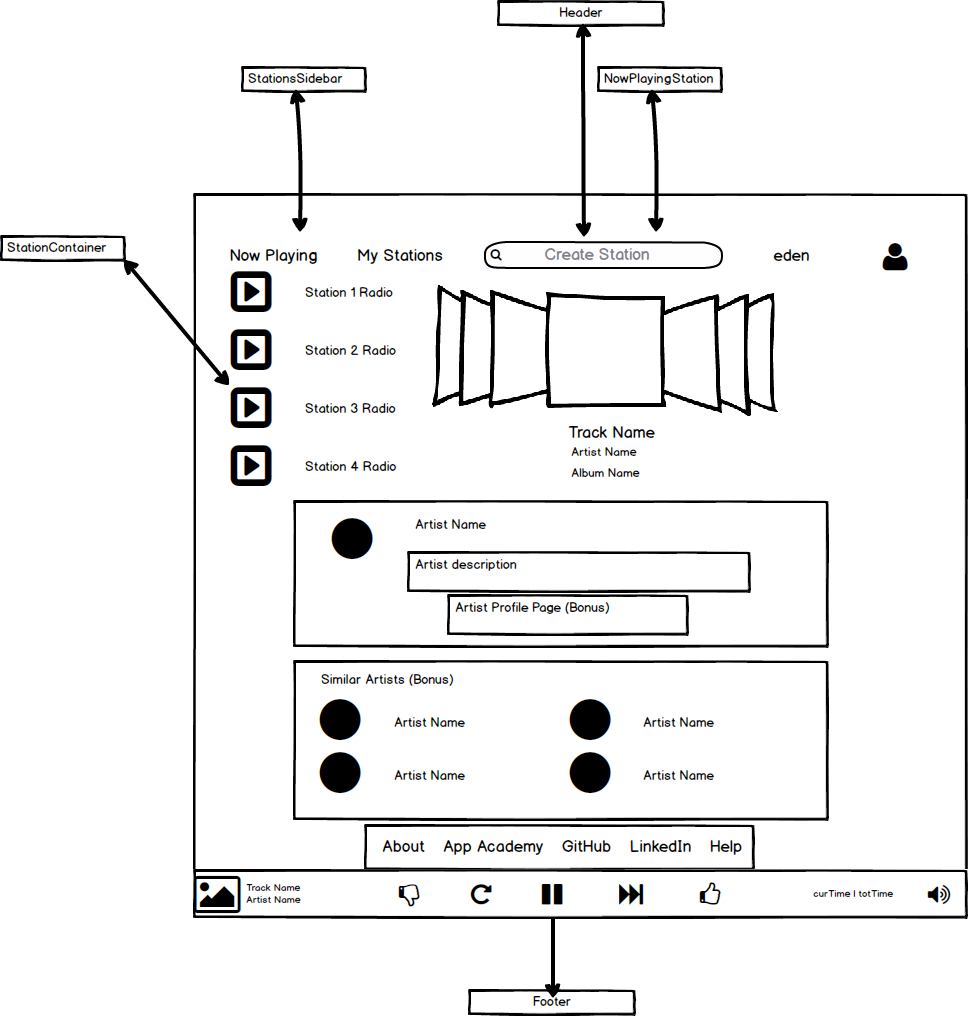 Header
StationsSidebar
NowPlayingStation
StationContainer
Now Playing
My Stations
Create Station
eden
Station 1 Radio
Station 2 Radio
Station 3 Radio
Station 4 Radio
Track Name
Artist Name
Album Name
Artist Name
Artist description
Artist Profile Page (Bonus)
Similar Artists (Bonus)
Artist Name
Artist Name
Artist Name
Artist Name
About App Academy GitHub LinkedIn Help
Track Name
Artist Name
curTime | totTime
Footer